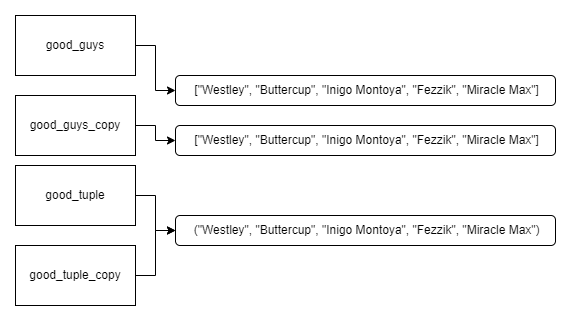 good_guys
["Westley", "Buttercup", "Inigo Montoya", "Fezzik", "Miracle Max"]
good_guys_copy
["Westley", "Buttercup", "Inigo Montoya", "Fezzik", "Miracle Max"]
good_tuple
("Westley", "Buttercup", "Inigo Montoya", "Fezzik", "Miracle Max")
good_tuple_copy